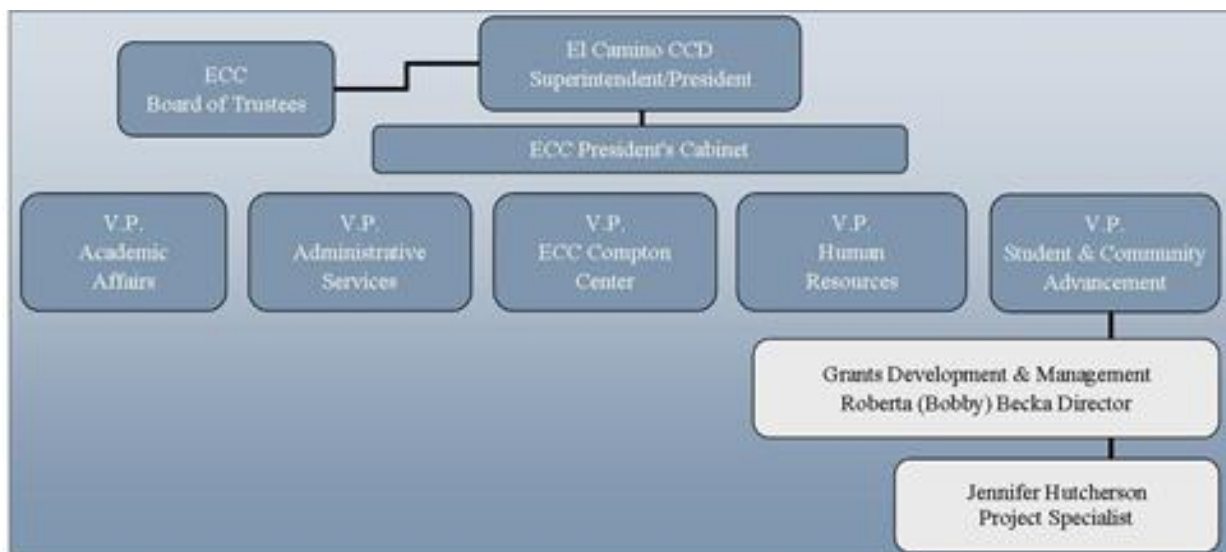 El Camino CCD
Superintendent/President
ECC
Board of Trustees
ECC President's Cabinet
V.P.
Academic
Affairs
V.P.
Administrative
Services
V.P.
ECC Compton
Center
V.P.
Human
Resources
V.P.
Student & Community
Advancement
Grants Development & Management
Roberta (Bobby) Becka Director
Jennifer Hutcherson
Project Specialist